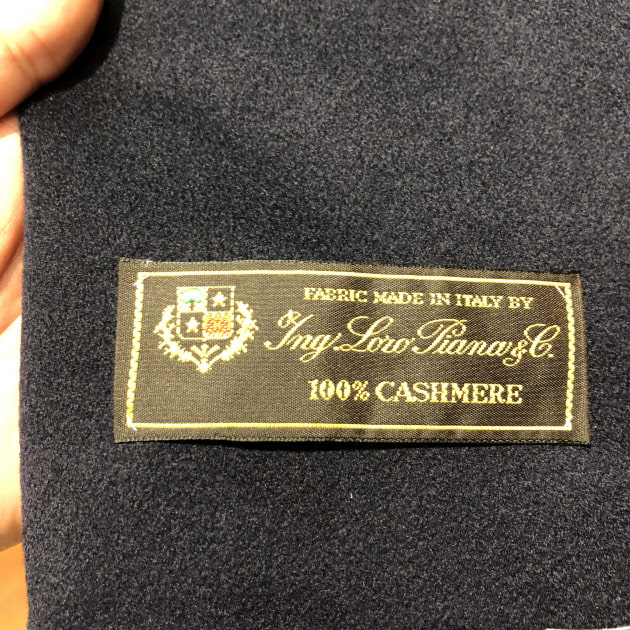 FABRIC MADE IN ITALY BY
Ing. Loro Piana & C.
100% CASHMERE